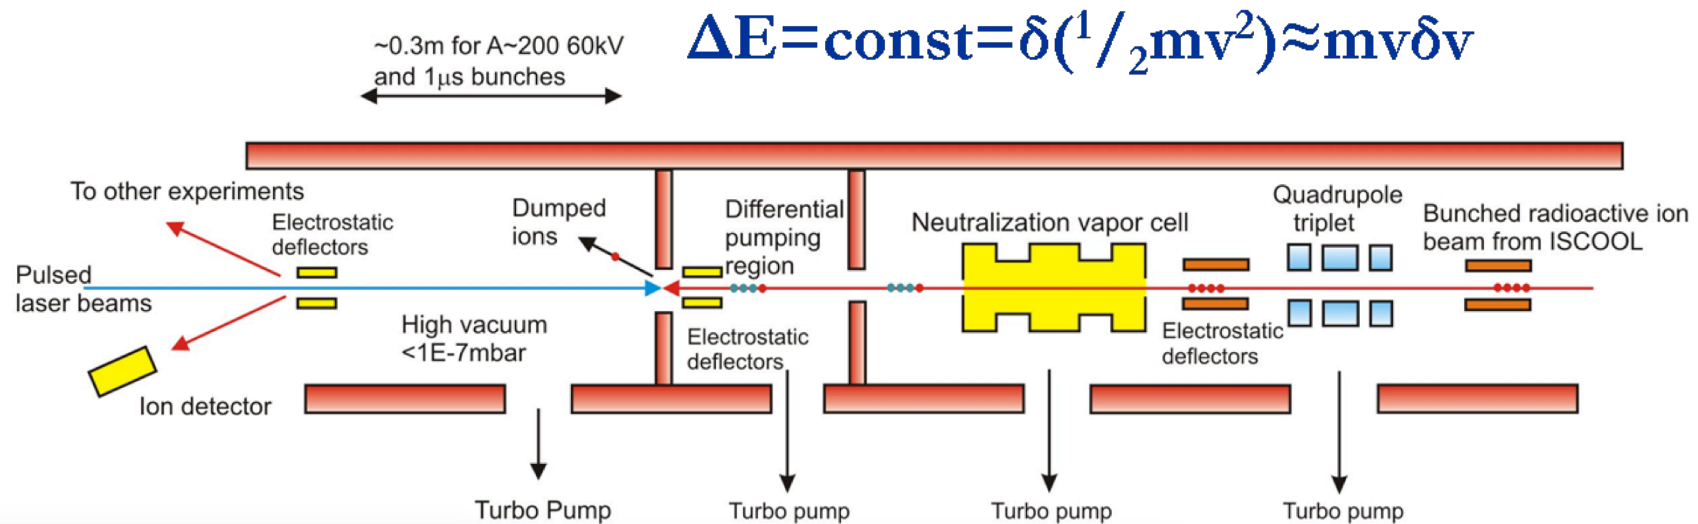 ~0.3m for A~200 60kV
and 1µs bunches
ΔE=const=δ(¹/₂mv²)≈mvδv
To other experiments
Electrostatic
deflectors
Dumped
ions
Differential
pumping
region
Neutralization vapor cell
Quadrupole
triplet
Bunched radioactive ion
beam from ISCOOL
Pulsed
laser beams
High vacuum
<1E-7mbar
Electrostatic
deflectors
Electrostatic
deflectors
Ion detector
Turbo Pump
Turbo pump
Turbo pump
Turbo pump